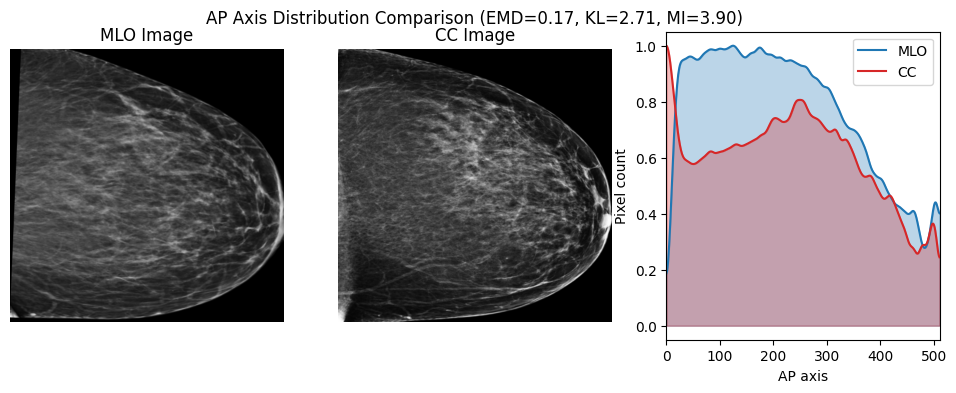 AP Axis Distribution Comparison (EMD=0.17, KL=2.71, MI=3.90)
MLO Image
CC Image
MLO
CC
Pixel count
1.0
0.8
0.6
0.4
0.2
0.0
0 100 200 300 400 500
AP axis